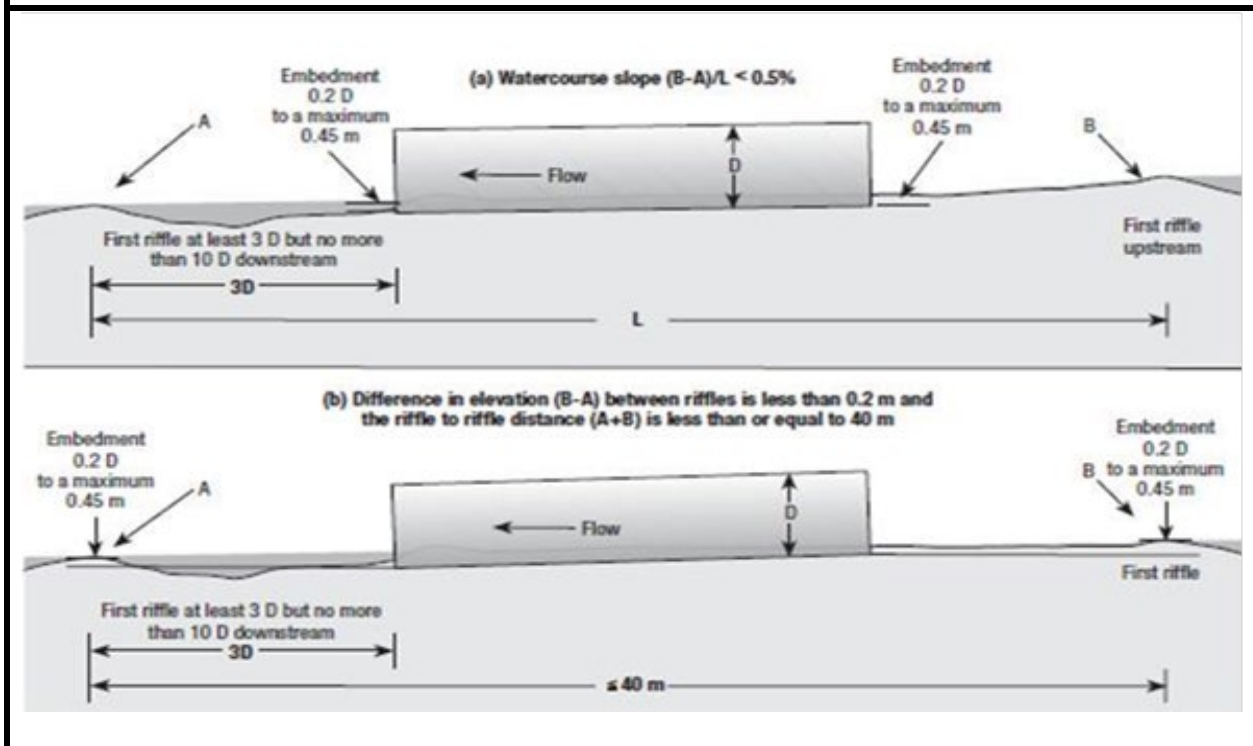 (a) Watercourse slope (B-A)/L < 0.5%
Embedment
0.2 D
to a maximum
0.45 m
A
Embedment
0.2 D
to a maximum
0.45 m
B
D
Flow
First riffle at least 3 D but no more
than 10 D downstream
3D
First riffle
upstream
L
(b) Difference in elevation (B-A) between riffles is less than 0.2 m and
the riffle to riffle distance (A+B) is less than or equal to 40 m
Embedment
0.2 D
to a maximum
0.45 m
A
Embedment
0.2 D
B to a maximum
0.45 m
D
Flow
First riffle
First riffle at least 3 D but no more
than 10 D downstream
3D
≤ 40 m